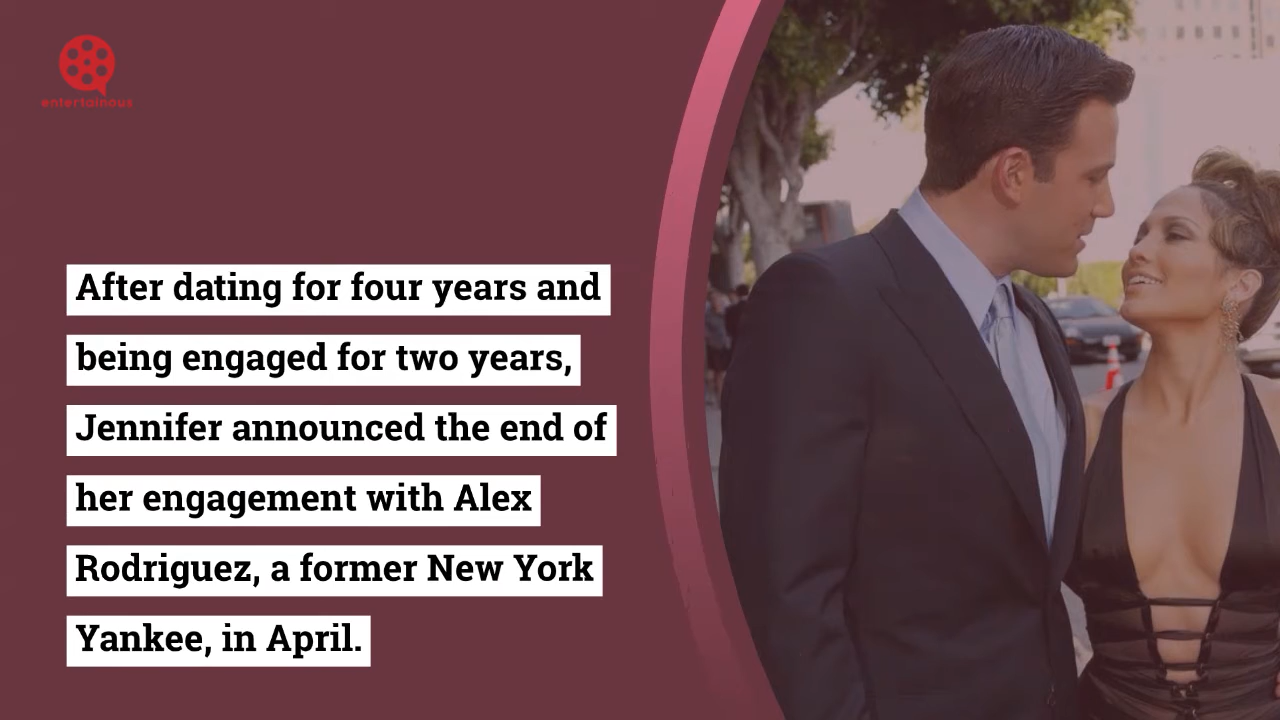 entertainous
After dating for four years and
being engaged for two years,
Jennifer announced the end of
her engagement with Alex
Rodriguez, a former New York
Yankee, in April.